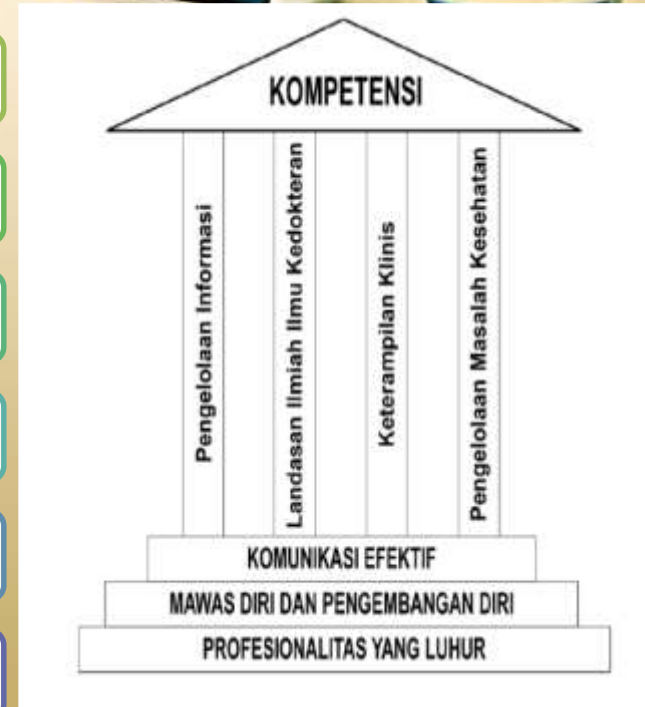 KOMPETENSI
Pengelolaan Informasi
Landasan Ilmiah Ilmu Kedokteran
Keterampilan Klinis
Pengelolaan Masalah Kesehatan
KOMUNIKASI EFEKTIF
MAWAS DIRI DAN PENGEMBANGAN DIRI
PROFESIONALITAS YANG LUHUR